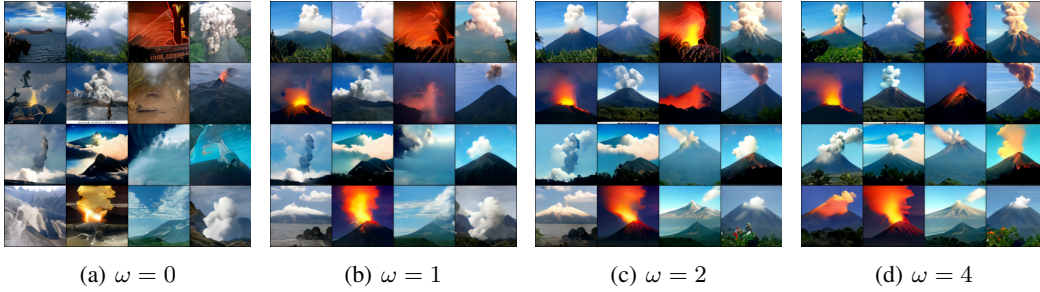 (a) ω = 0
(b) ω = 1
(c) ω = 2
(d) ω = 4